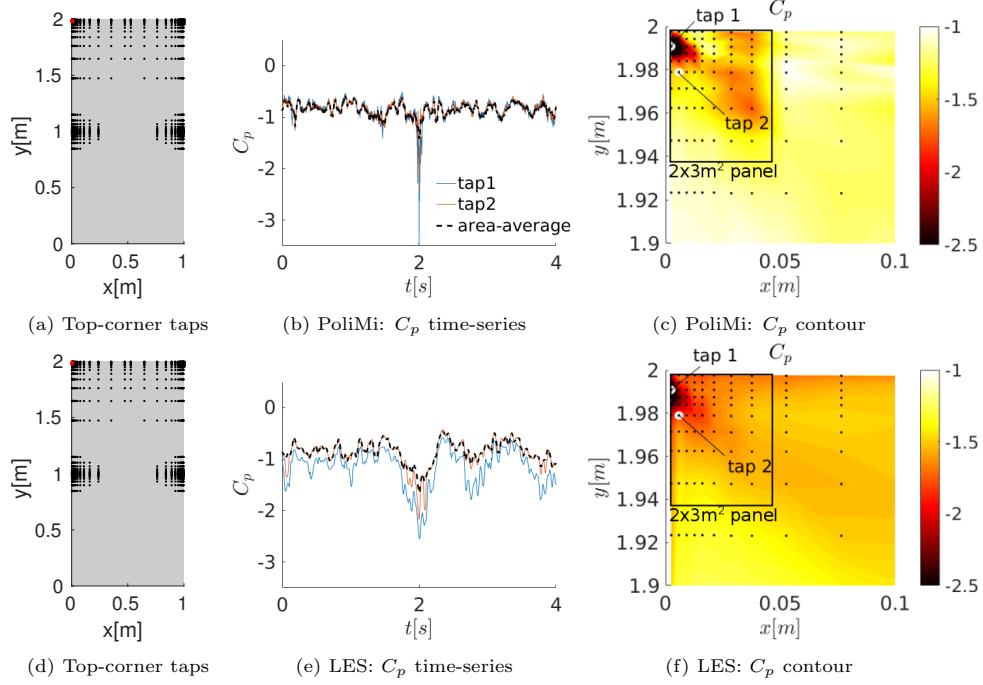 2
1.5
1
0.5
0
y[m]
0
0.5
1
x[m]
(a) Top-corner taps
0
-1
-2
-3
C_p
tap1
tap2
area-average
0
2
4
t[s]
(b) PoliMi: C_p time-series
tap 1
C_p
2
1.98
1.96
1.94
1.92
1.9
y[m]
tap 2
2x3m² panel
0
0.05
0.1
x[m]
-1
-1.5
-2
-2.5
(c) PoliMi: C_p contour
2
1.5
1
0.5
0
y[m]
0
0.5
1
x[m]
(d) Top-corner taps
0
-1
-2
-3
C_p
0
2
4
t[s]
(e) LES: C_p time-series
tap 1
C_p
2
1.98
1.96
1.94
1.92
1.9
y[m]
tap 2
2x3m² panel
0
0.05
0.1
x[m]
-1
-1.5
-2
-2.5
(f) LES: C_p contour